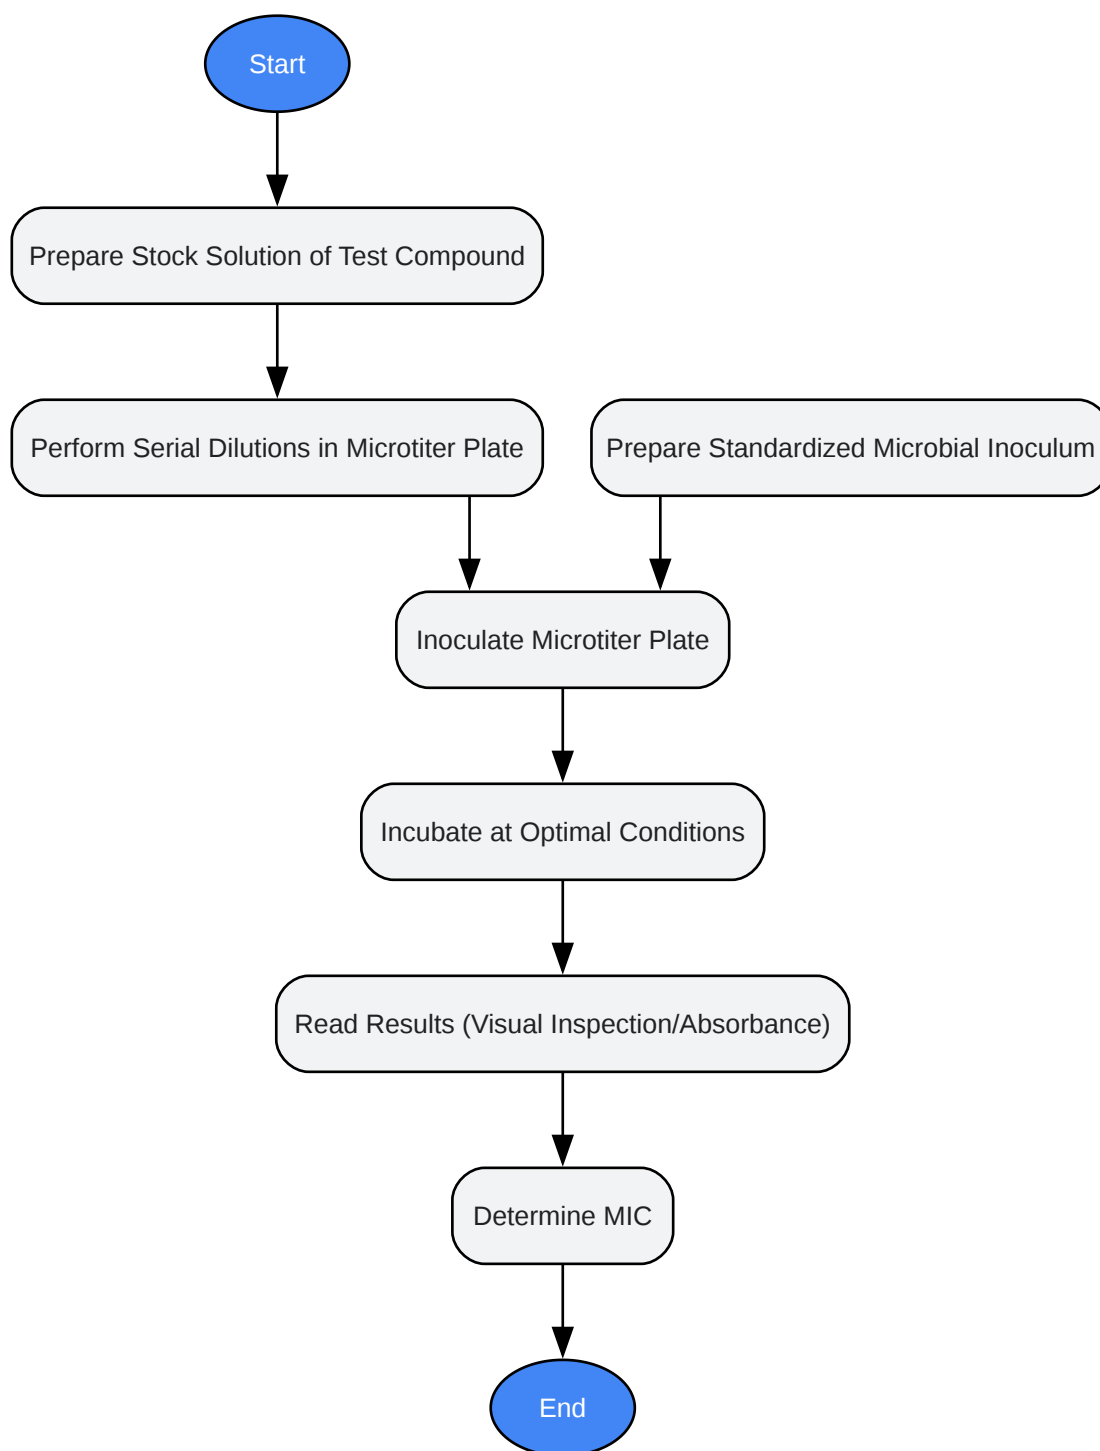 Start
Prepare Stock Solution of Test Compound
Perform Serial Dilutions in Microtiter Plate
Prepare Standardized Microbial Inoculum
Inoculate Microtiter Plate
Incubate at Optimal Conditions
Read Results (Visual Inspection/Absorbance)
Determine MIC
End